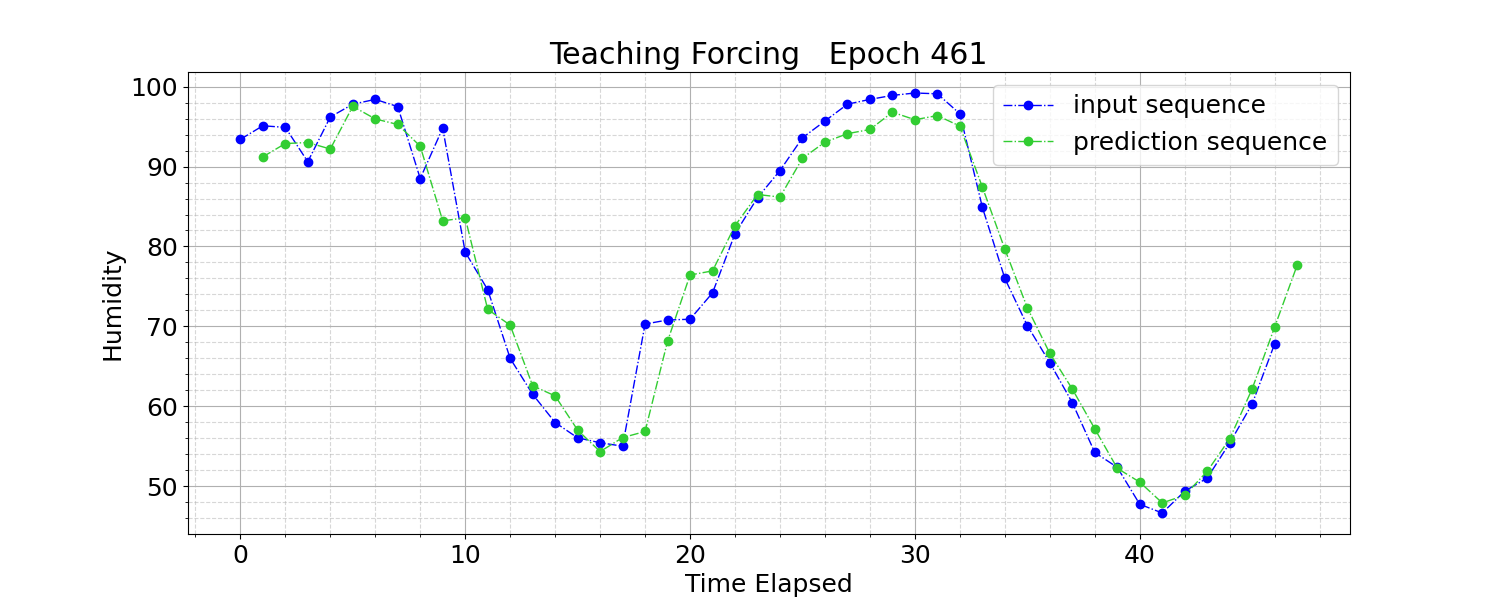 Teaching Forcing   Epoch 461
100
90
80
70
60
50
Humidity
input sequence
prediction sequence
0 10 20 30 40
Time Elapsed